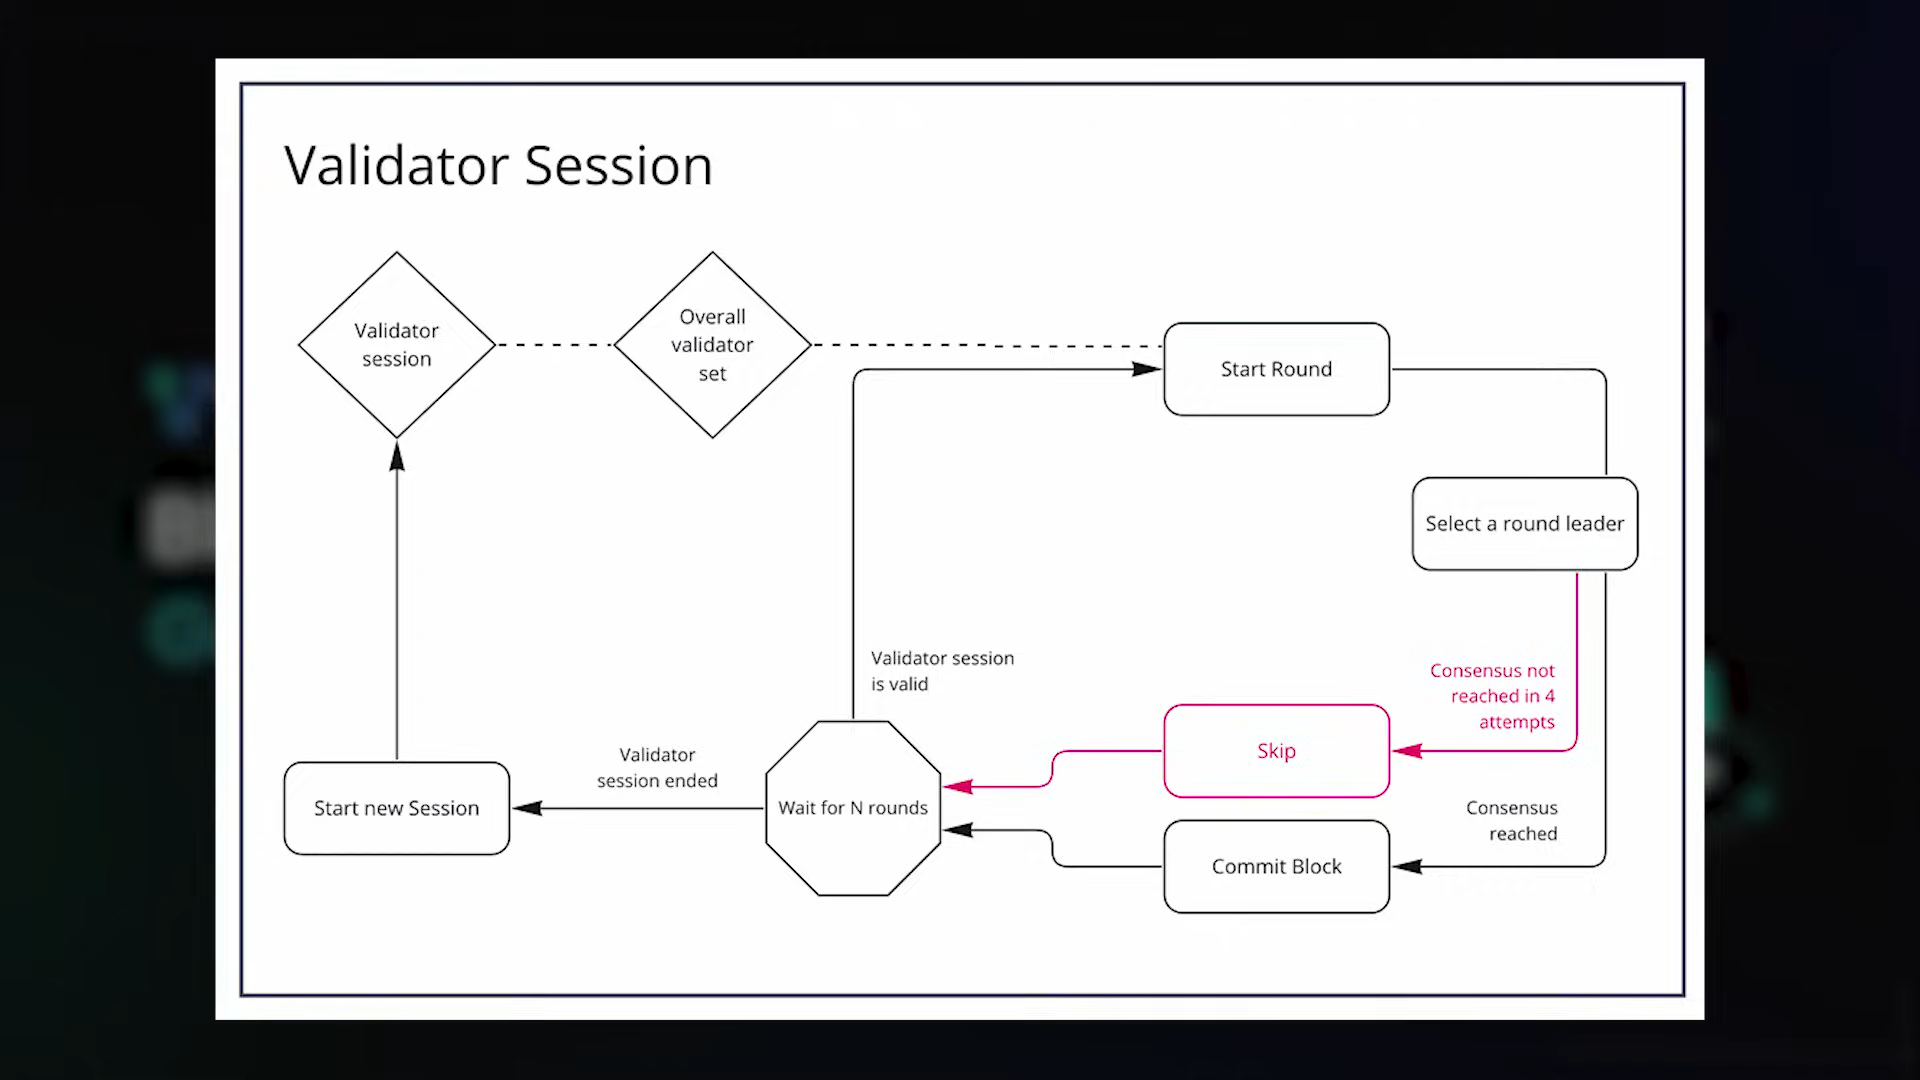 Validator Session
Validator
session
Overall
validator
set
Start Round
Select a round leader
Validator session
is valid
Consensus not
reached in 4
attempts
Skip
Validator
session ended
Start new Session
Wait for N rounds
Consensus
reached
Commit Block